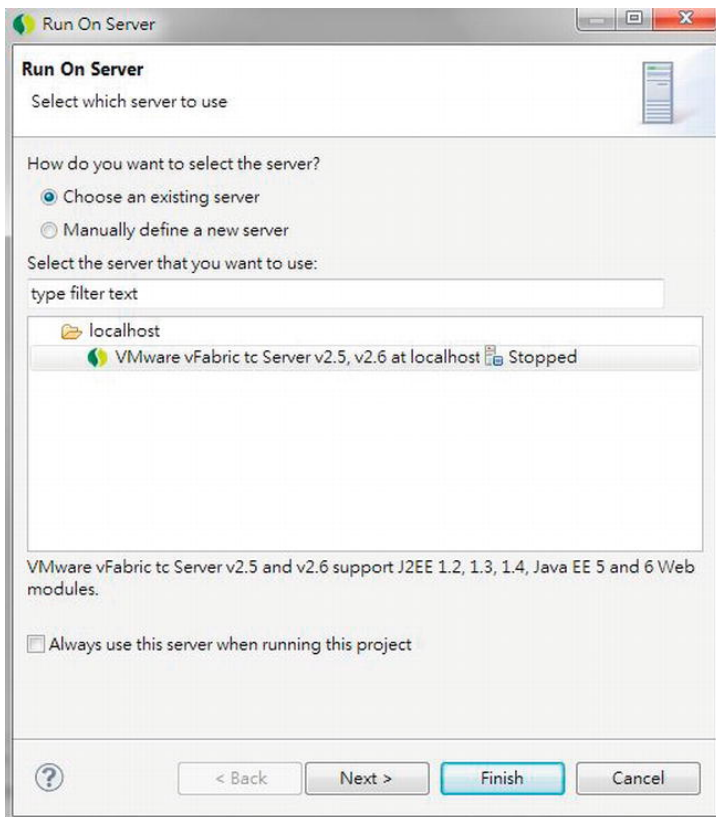 Run On Server
Run On Server
Select which server to use
How do you want to select the server?
Choose an existing server
Manually define a new server
Select the server that you want to use:
type filter text
localhost
VMware vFabric tc Server v2.5, v2.6 at localhost Stopped
VMware vFabric tc Server v2.5 and v2.6 support J2EE 1.2, 1.3, 1.4, Java EE 5 and 6 Web
modules.
Always use this server when running this project
? < Back Next > Finish Cancel